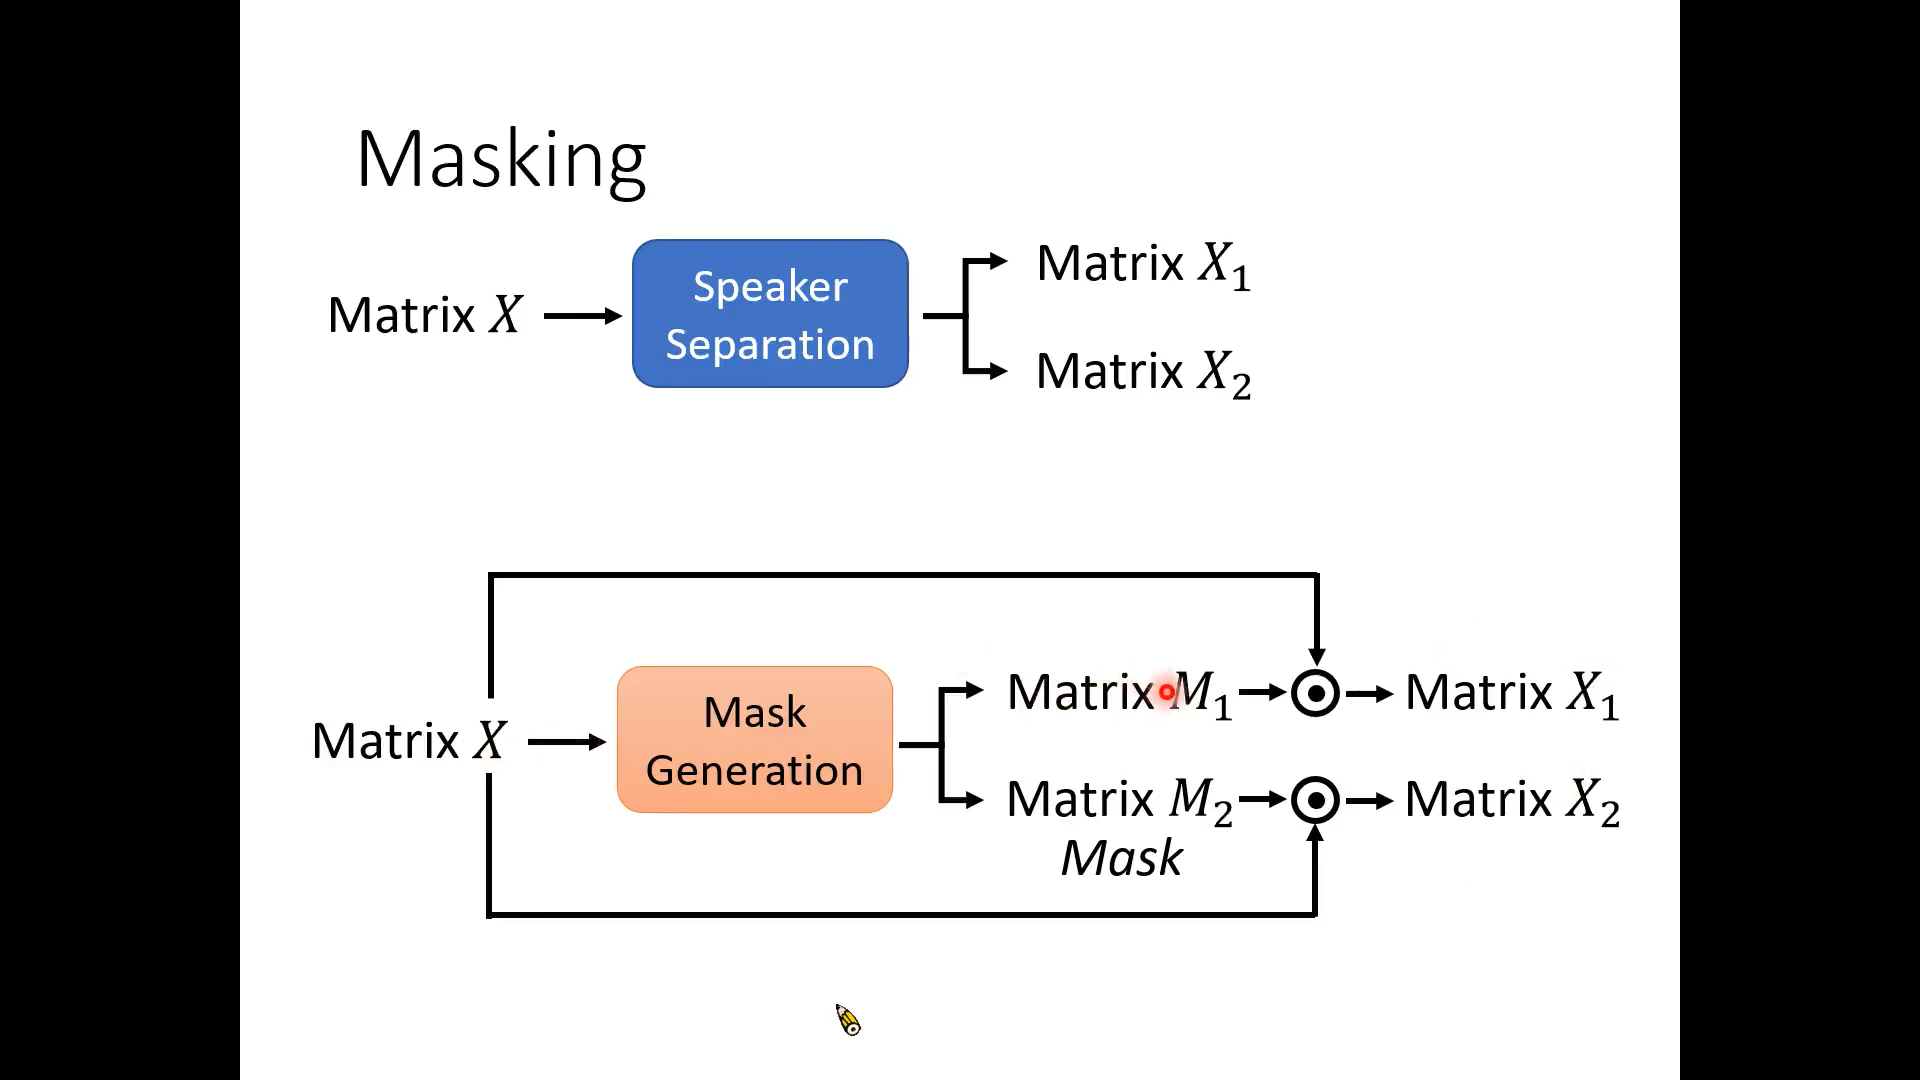 Masking
Matrix X
Speaker
Separation
Matrix X₁
Matrix X₂
Matrix X
Mask
Generation
Matrix M₁
Matrix X₁
Matrix M₂
Matrix X₂
Mask